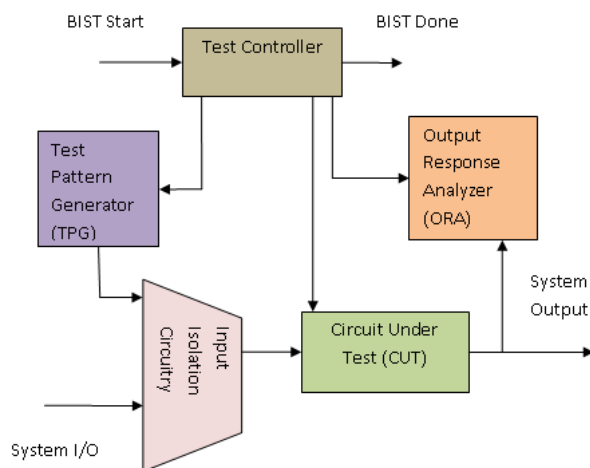 BIST Start
BIST Done
Test Controller
Test
Pattern
Generator
(TPG)
Output
Response
Analyzer
(ORA)
System
Output
Input
Isolation
Circuitry
Circuit Under
Test (CUT)
System I/O